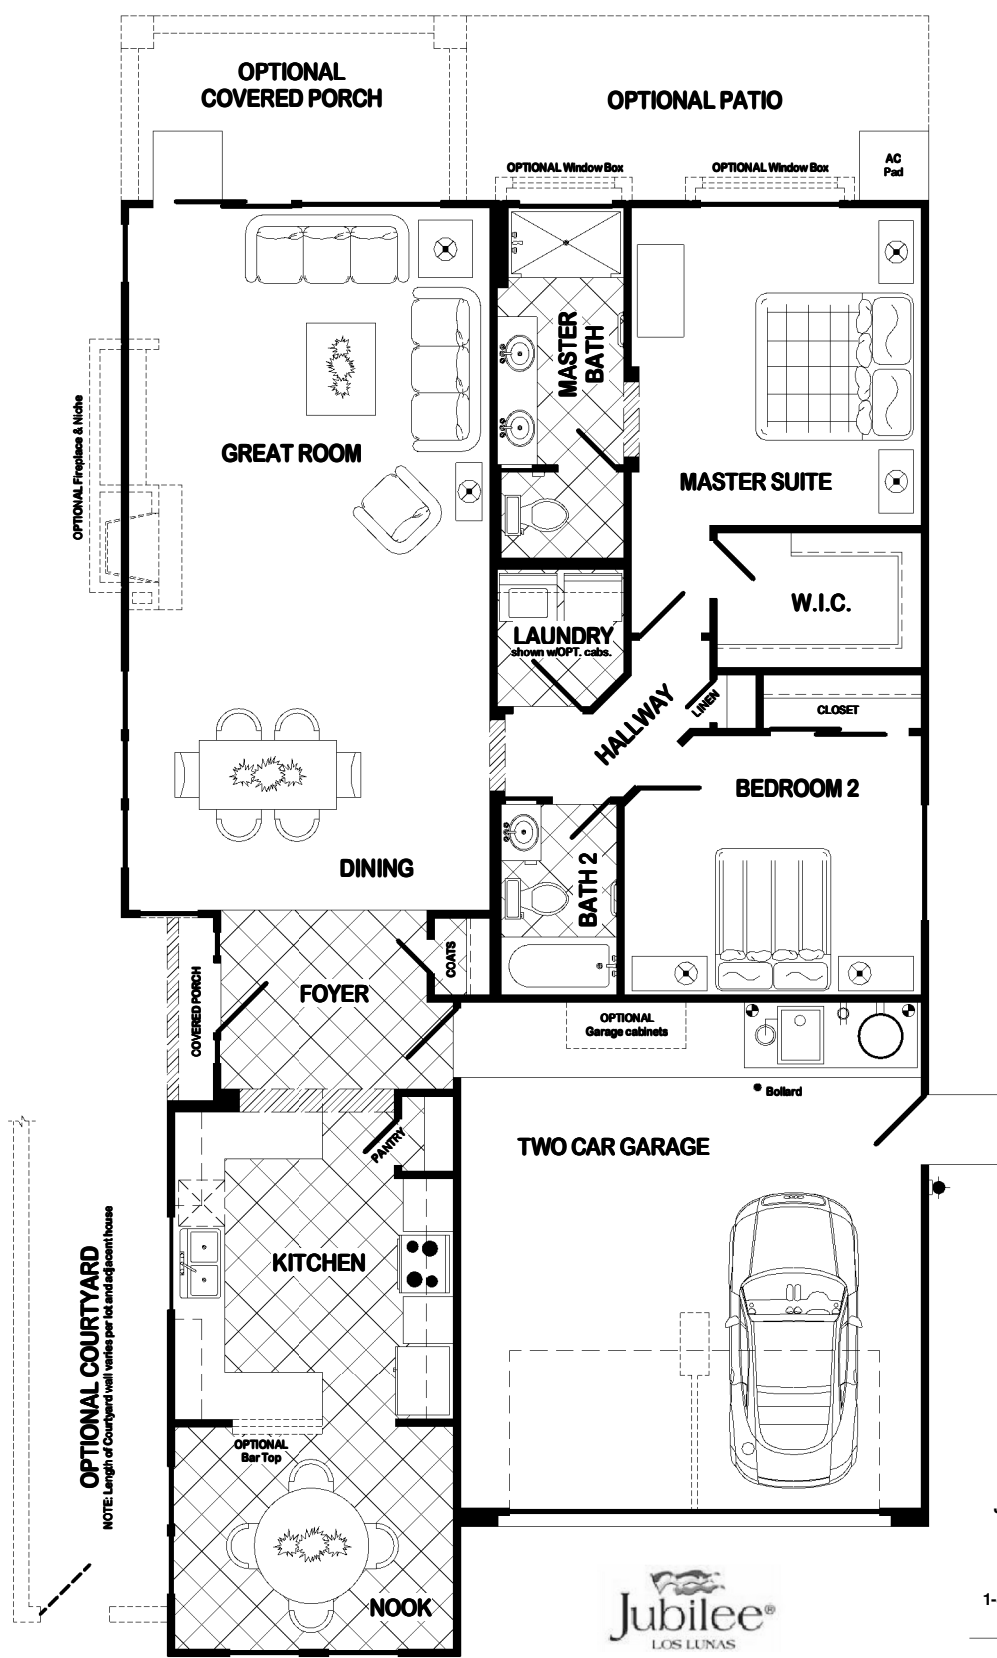 OPTIONAL
COVERED PORCH
OPTIONAL PATIO
OPTIONAL Window Box
OPTIONAL Window Box
AC
Pad
MASTER
BATH
OPTIONAL Fireplace & Niche
GREAT ROOM
MASTER SUITE
W.I.C.
LAUNDRY
shown w/OPT. cabs.
HALLWAY
LINEN
CLOSET
BEDROOM 2
DINING
BATH 2
COATS
FOYER
COVERED PORCH
OPTIONAL
Garage cabinets
Bollard
PANTRY
TWO CAR GARAGE
KITCHEN
OPTIONAL COURTYARD
NOTE: Length of Courtyard wall varies per lot and adjacent house
OPTIONAL
Bar Top
NOOK
Jubilee®
LOS LUNAS
1-